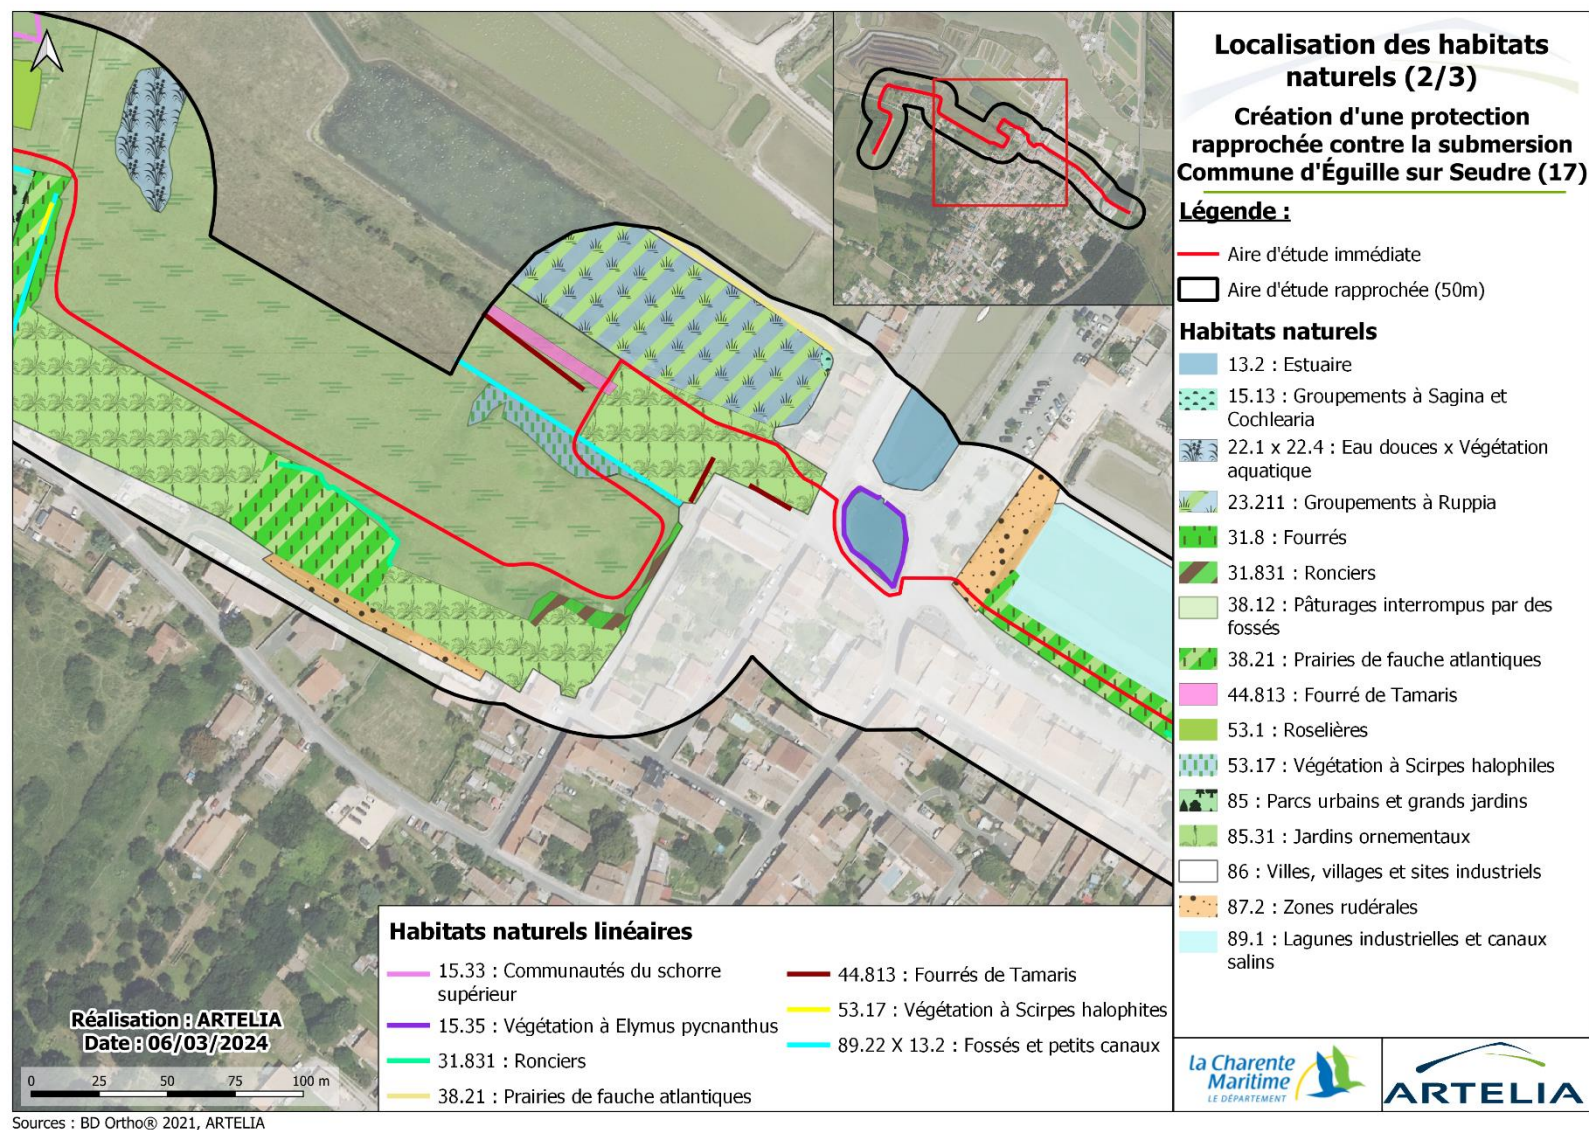 Localisation des habitats
naturels (2/3)
Création d'une protection
rapprochée contre la submersion
Commune d'Éguille sur Seudre (17)
Légende :
Aire d'étude immédiate
Aire d'étude rapprochée (50m)
Habitats naturels
13.2 : Estuaire
15.13 : Groupements à Sagina et
Cochlearia
22.1 x 22.4 : Eau douces x Végétation
aquatique
23.211 : Groupements à Ruppia
31.8 : Fourrés
31.831 : Ronciers
38.12 : Pâturages interrompus par des
fossés
38.21 : Prairies de fauche atlantiques
44.813 : Fourré de Tamaris
53.1 : Roselières
53.17 : Végétation à Scirpes halophiles
85 : Parcs urbains et grands jardins
85.31 : Jardins ornementaux
86 : Villes, villages et sites industriels
87.2 : Zones rudérales
89.1 : Lagunes industrielles et canaux
salins
Habitats naturels linéaires
15.33 : Communautés du schorre
supérieur
15.35 : Végétation à Elymus pycnanthus
31.831 : Ronciers
38.21 : Prairies de fauche atlantiques
44.813 : Fourrés de Tamaris
53.17 : Végétation à Scirpes halophites
89.22 X 13.2 : Fossés et petits canaux
Réalisation : ARTELIA
Date : 06/03/2024
0 25 50 75 100 m
la Charente
Maritime
LE DÉPARTEMENT
ARTELIA
Sources : BD Ortho® 2021, ARTELIA